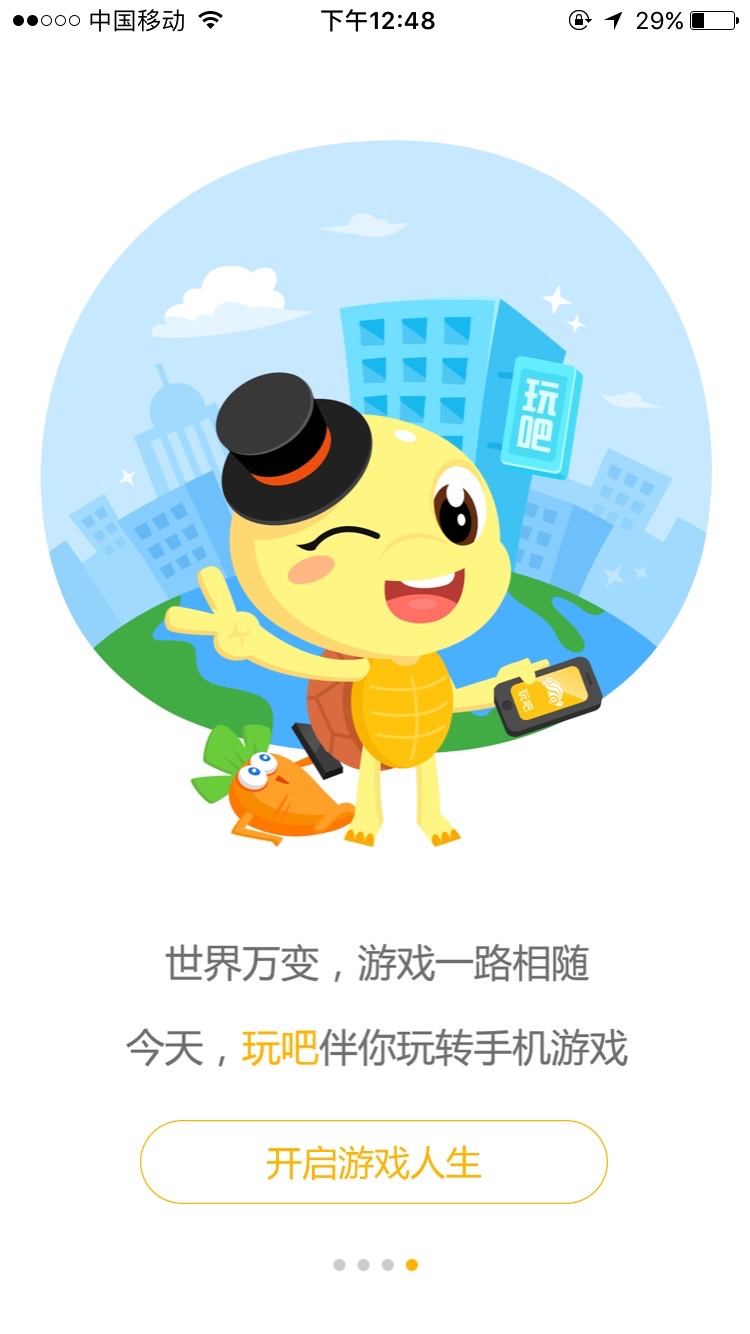 中国移动 下午12:48 29%
玩吧
玩吧
世界万变，游戏一路相随
今天，玩吧伴你玩转手机游戏
开启游戏人生